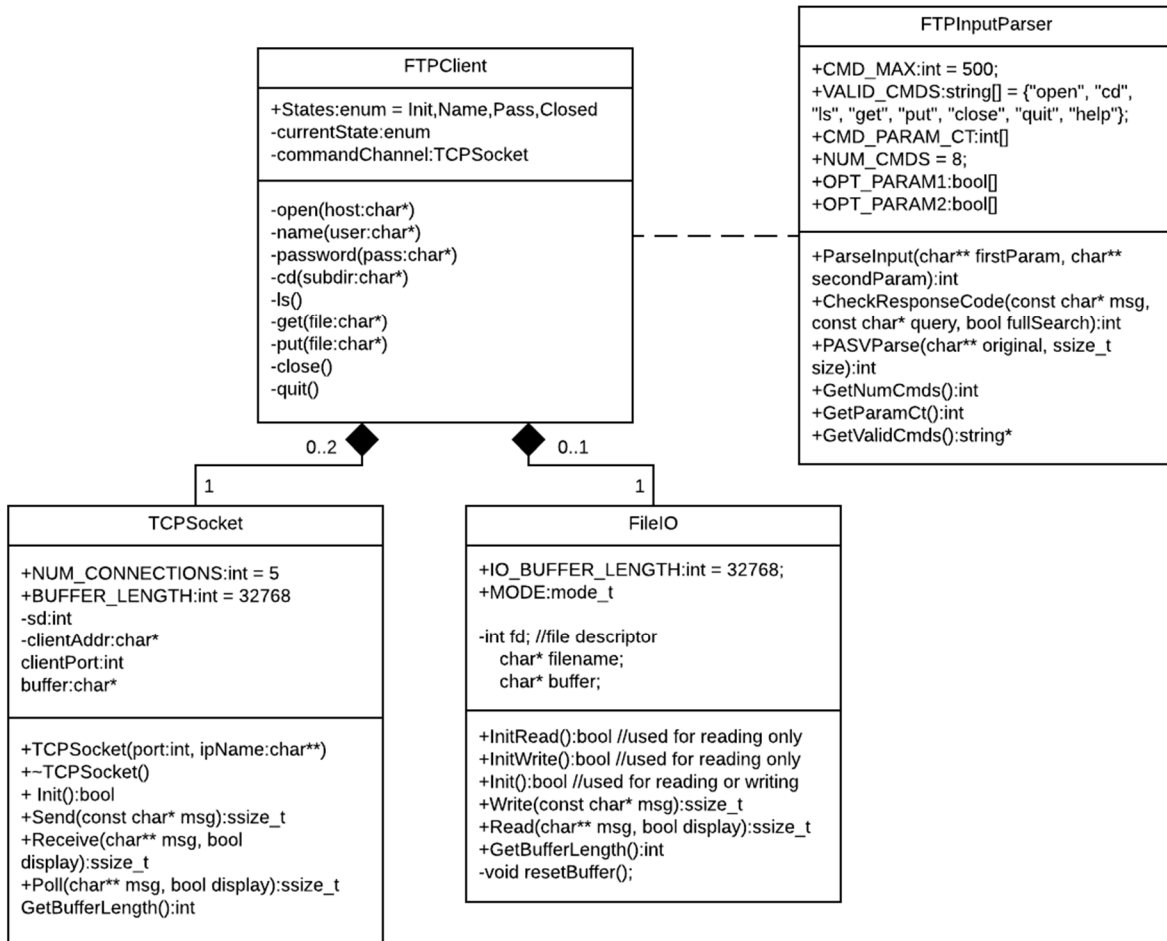 FTPClient
+States:enum = Init,Name,Pass,Closed
-currentState:enum
-commandChannel:TCPSocket
-open(host:char*)
-name(user:char*)
-password(pass:char*)
-cd(subdir:char*)
-ls()
-get(file:char*)
-put(file:char*)
-close()
-quit()
FTPInputParser
+CMD_MAX:int = 500;
+VALID_CMDS:string[] = {"open", "cd",
"ls", "get", "put", "close", "quit", "help"};
+CMD_PARAM_CT:int[]
+NUM_CMDS = 8;
+OPT_PARAM1:bool[]
+OPT_PARAM2:bool[]
+ParseInput(char** firstParam, char**
secondParam):int
+CheckResponseCode(const char* msg,
const char* query, bool fullSearch):int
+PASVParse(char** original, ssize_t
size):int
+GetNumCmds():int
+GetParamCt():int
+GetValidCmds():string*
0..2
0..1
1
1
TCPSocket
+NUM_CONNECTIONS:int = 5
+BUFFER_LENGTH:int = 32768
-sd:int
-clientAddr:char*
clientPort:int
buffer:char*
+TCPSocket(port:int, ipName:char**)
+~TCPSocket()
+ Init():bool
+Send(const char* msg):ssize_t
+Receive(char** msg, bool
display):ssize_t
+Poll(char** msg, bool display):ssize_t
GetBufferLength():int
FileIO
+IO_BUFFER_LENGTH:int = 32768;
+MODE:mode_t
-int fd; //file descriptor
char* filename;
char* buffer;
+InitRead():bool //used for reading only
+InitWrite():bool //used for reading only
+Init():bool //used for reading or writing
+Write(const char* msg):ssize_t
+Read(char** msg, bool display):ssize_t
+GetBufferLength():int
-void resetBuffer();